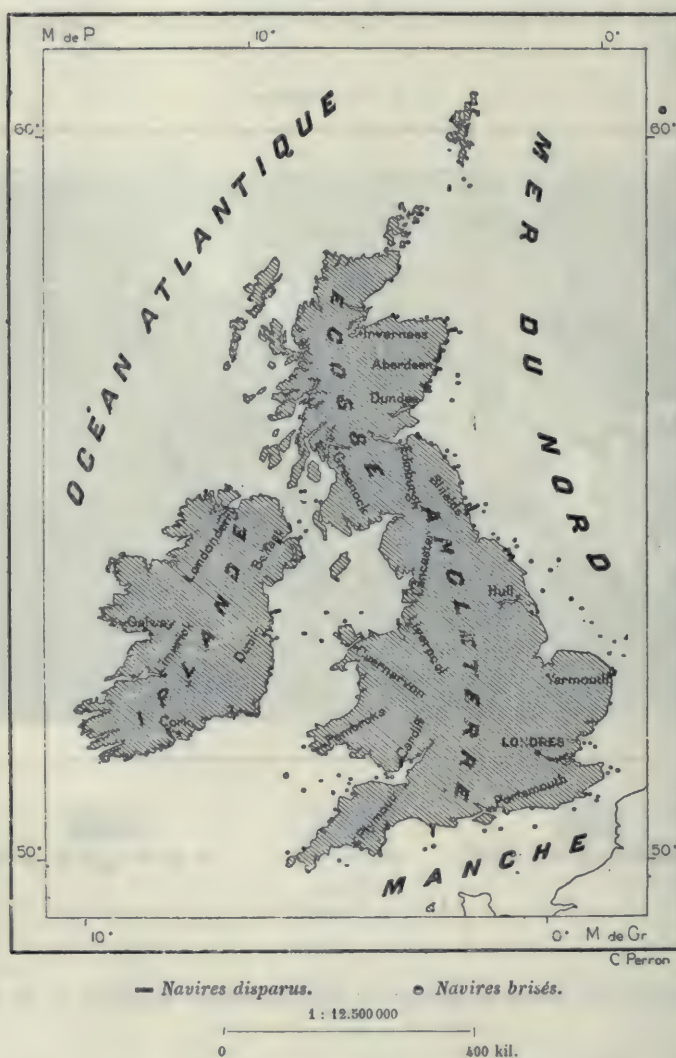 M de P 10° 0°
60° 60°
OCÉAN ATLANTIQUE
MER DU NORD
ECOSSE
Inverness
Aberdeen
Dundee
Edinburgh
Greenock
Shields
Londonderry
Belfast
IRLANDE
ANGLETERRE
Lancaster
Hull
Galway
Liverpool
Limerick
Dublin
Caernarvon
Yarmouth
Cork
Pembroke
Cardiff
LONDRES
Portsmouth
Plymouth
50° 50°
MANCHE
10° 0° M de Gr
C Perron
Navires disparus. Navires brisés.
1 : 12.500 000
0 400 kil.